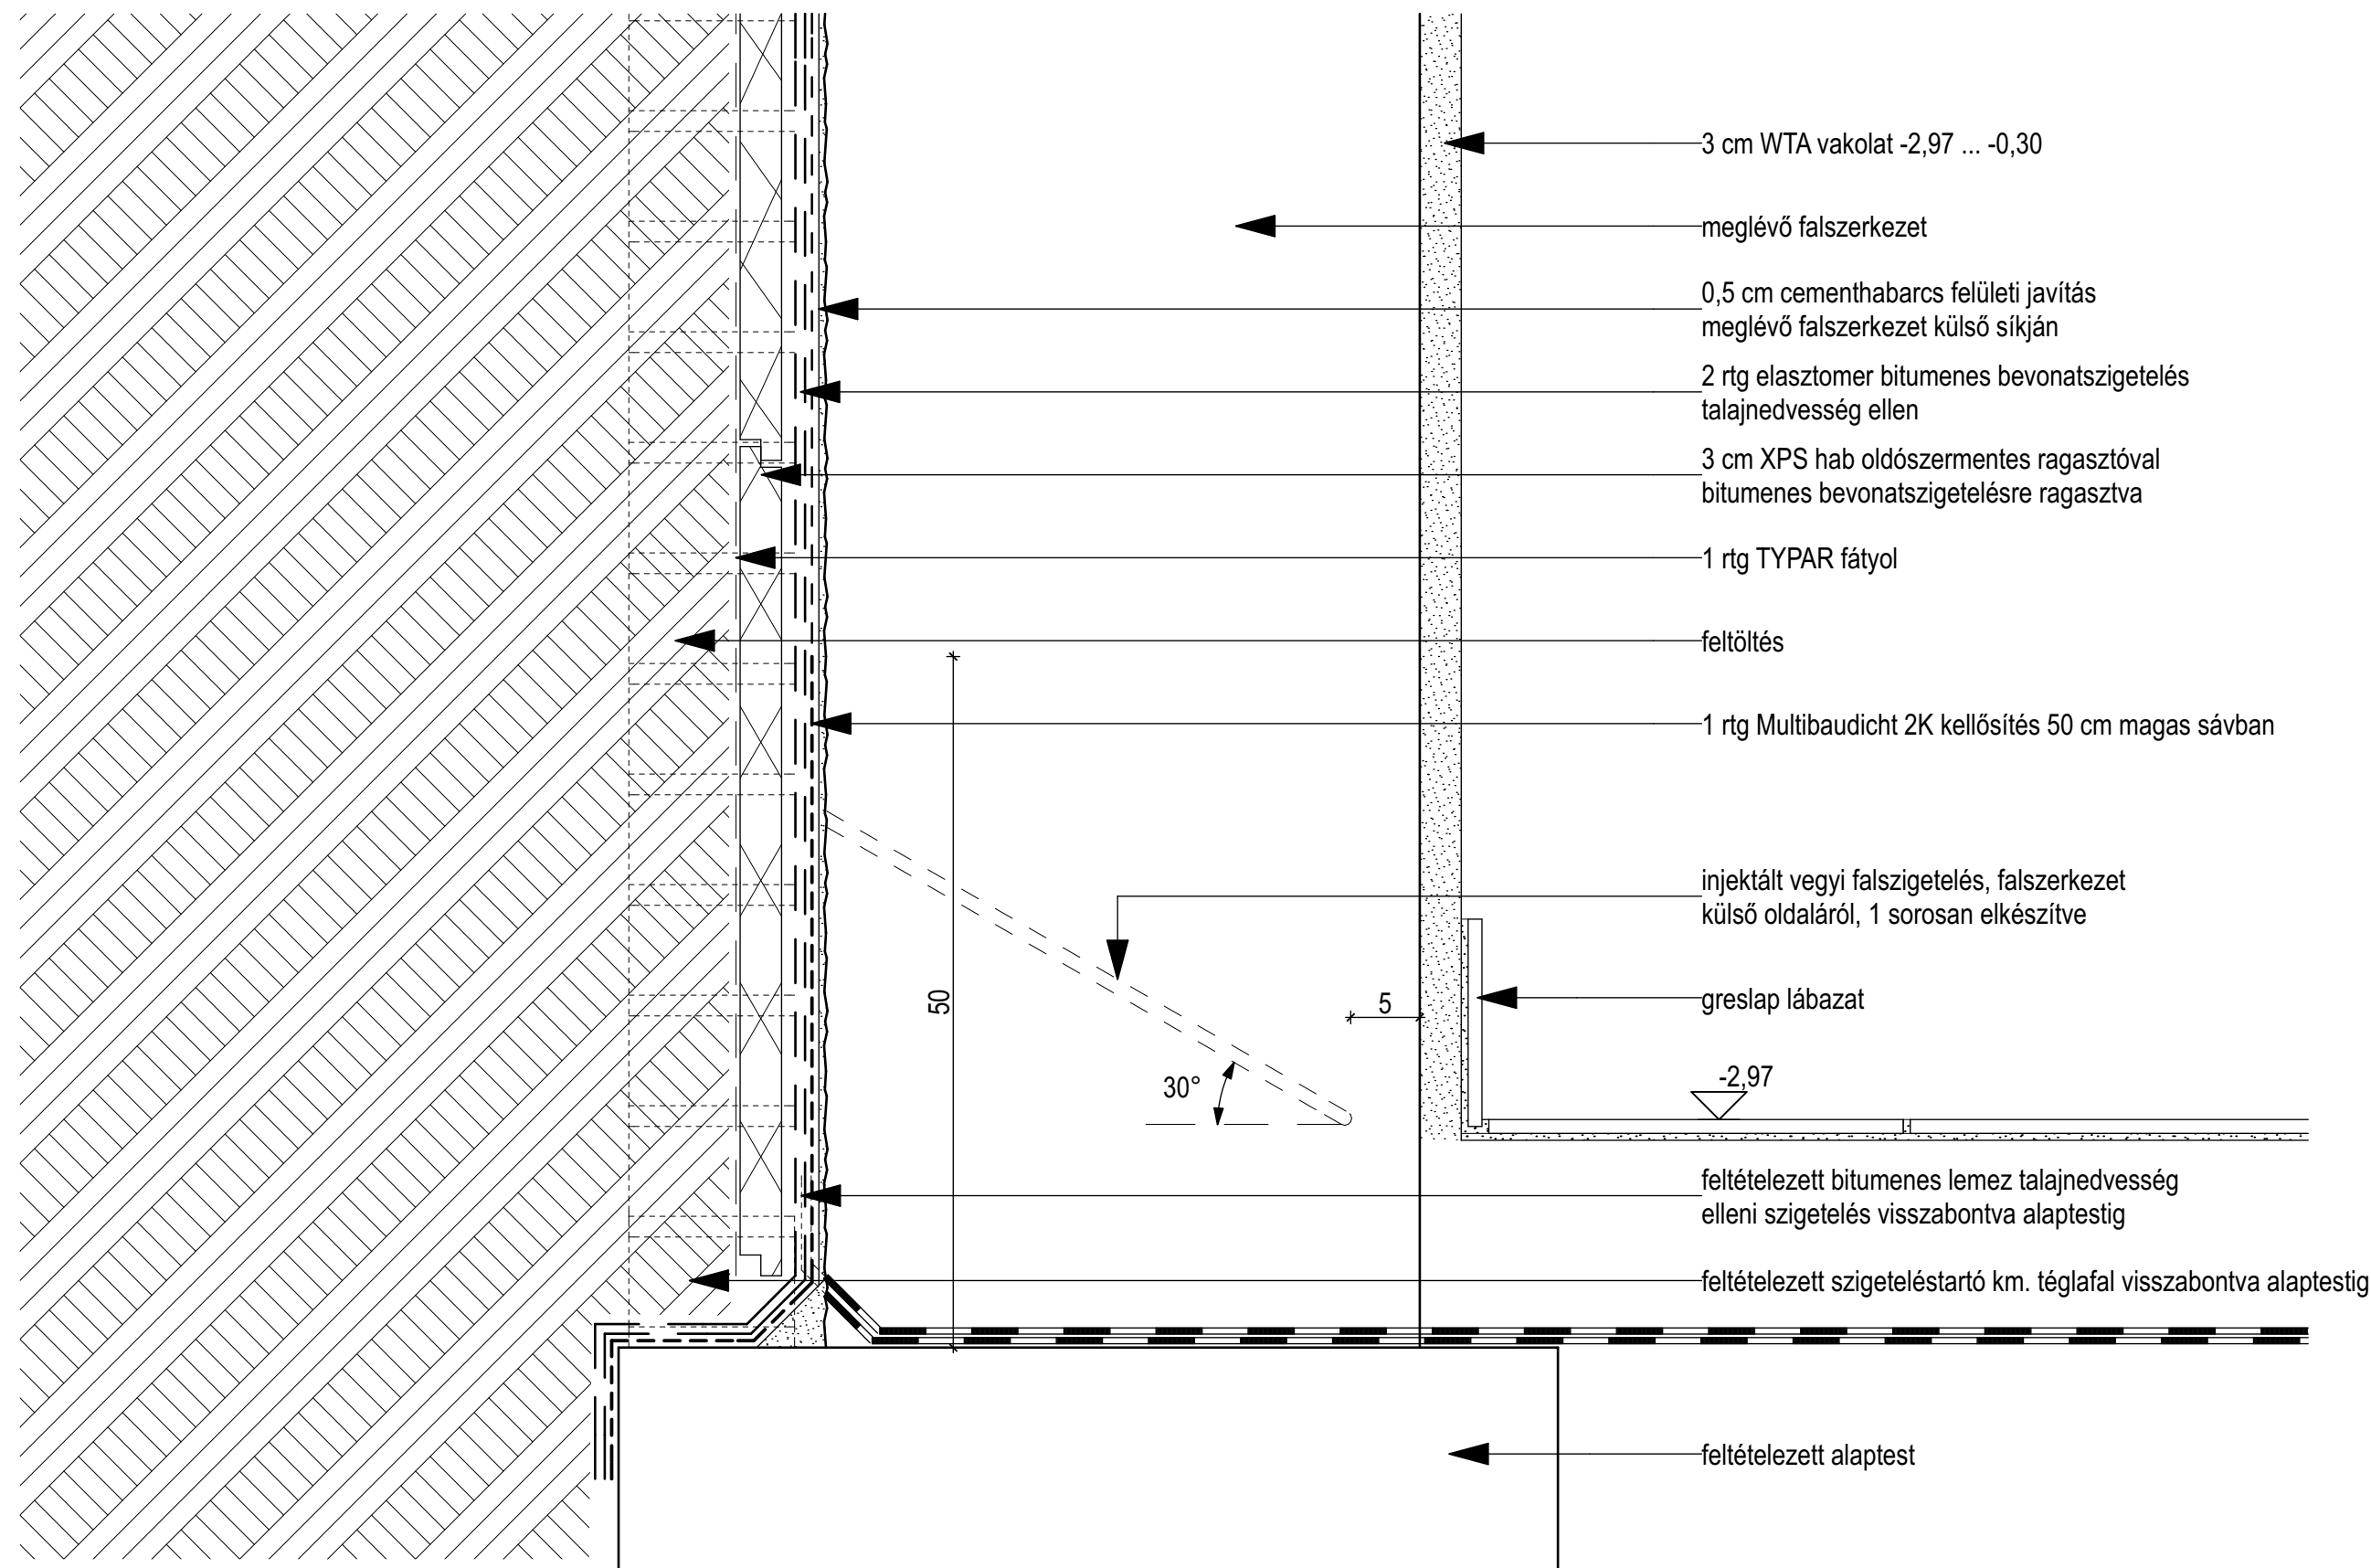 3 cm WTA vakolat -2,97 ... -0,30
meglévő falszerkezet
0,5 cm cementhabarcs felületi javítás
meglévő falszerkezet külső síkján
2 rtg elasztomer bitumenes bevonatszigetelés
talajnedvesség ellen
3 cm XPS hab oldószermentes ragasztóval
bitumenes bevonatszigetelésre ragasztva
1 rtg TYPAR fátyol
feltöltés
1 rtg Multibaudicht 2K kellősítés 50 cm magas sávban
injektált vegyi falszigetelés, falszerkezet
külső oldaláról, 1 sorosan elkészítve
50
5
greslap lábazat
30°
-2,97
feltételezett bitumenes lemez talajnedvesség
elleni szigetelés visszabontva alaptestig
feltételezett szigeteléstartó km. téglafal visszabontva alaptestig
feltételezett alaptest